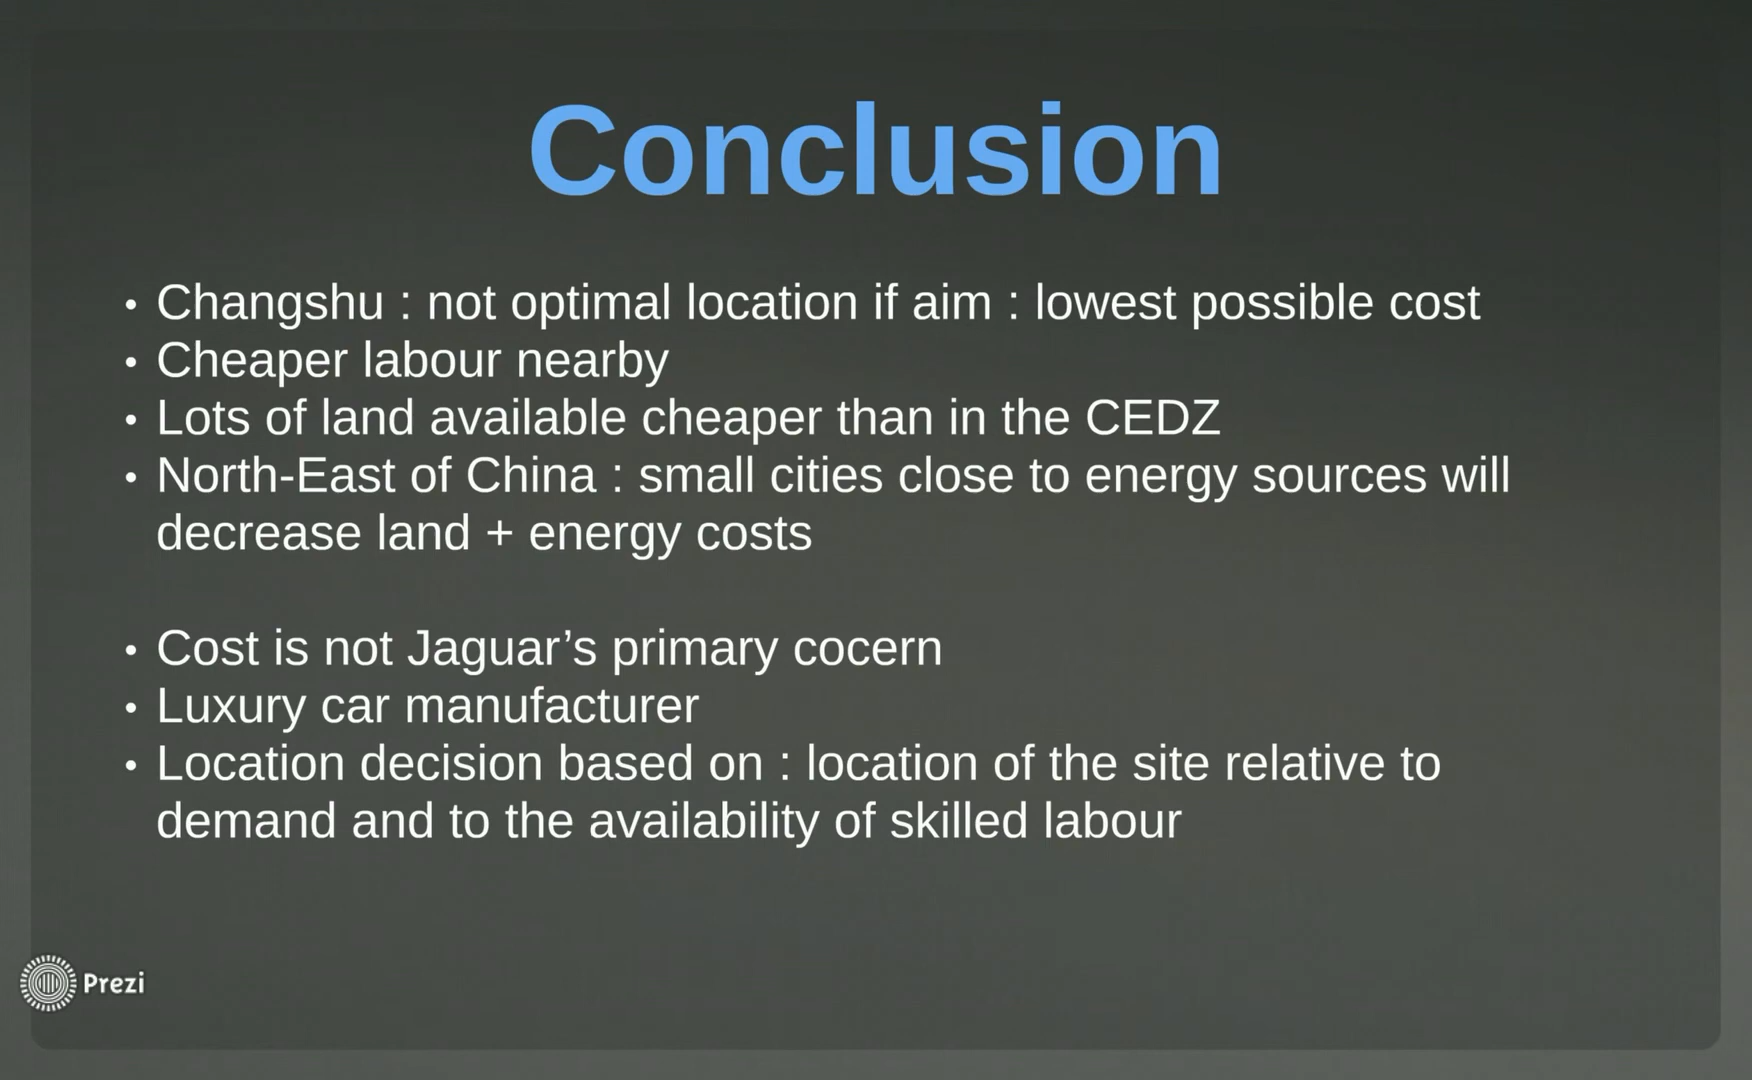 Conclusion
• Changshu : not optimal location if aim : lowest possible cost
• Cheaper labour nearby
• Lots of land available cheaper than in the CEDZ
• North-East of China : small cities close to energy sources will
decrease land + energy costs
• Cost is not Jaguar’s primary cocern
• Luxury car manufacturer
• Location decision based on : location of the site relative to
demand and to the availability of skilled labour
Prezi